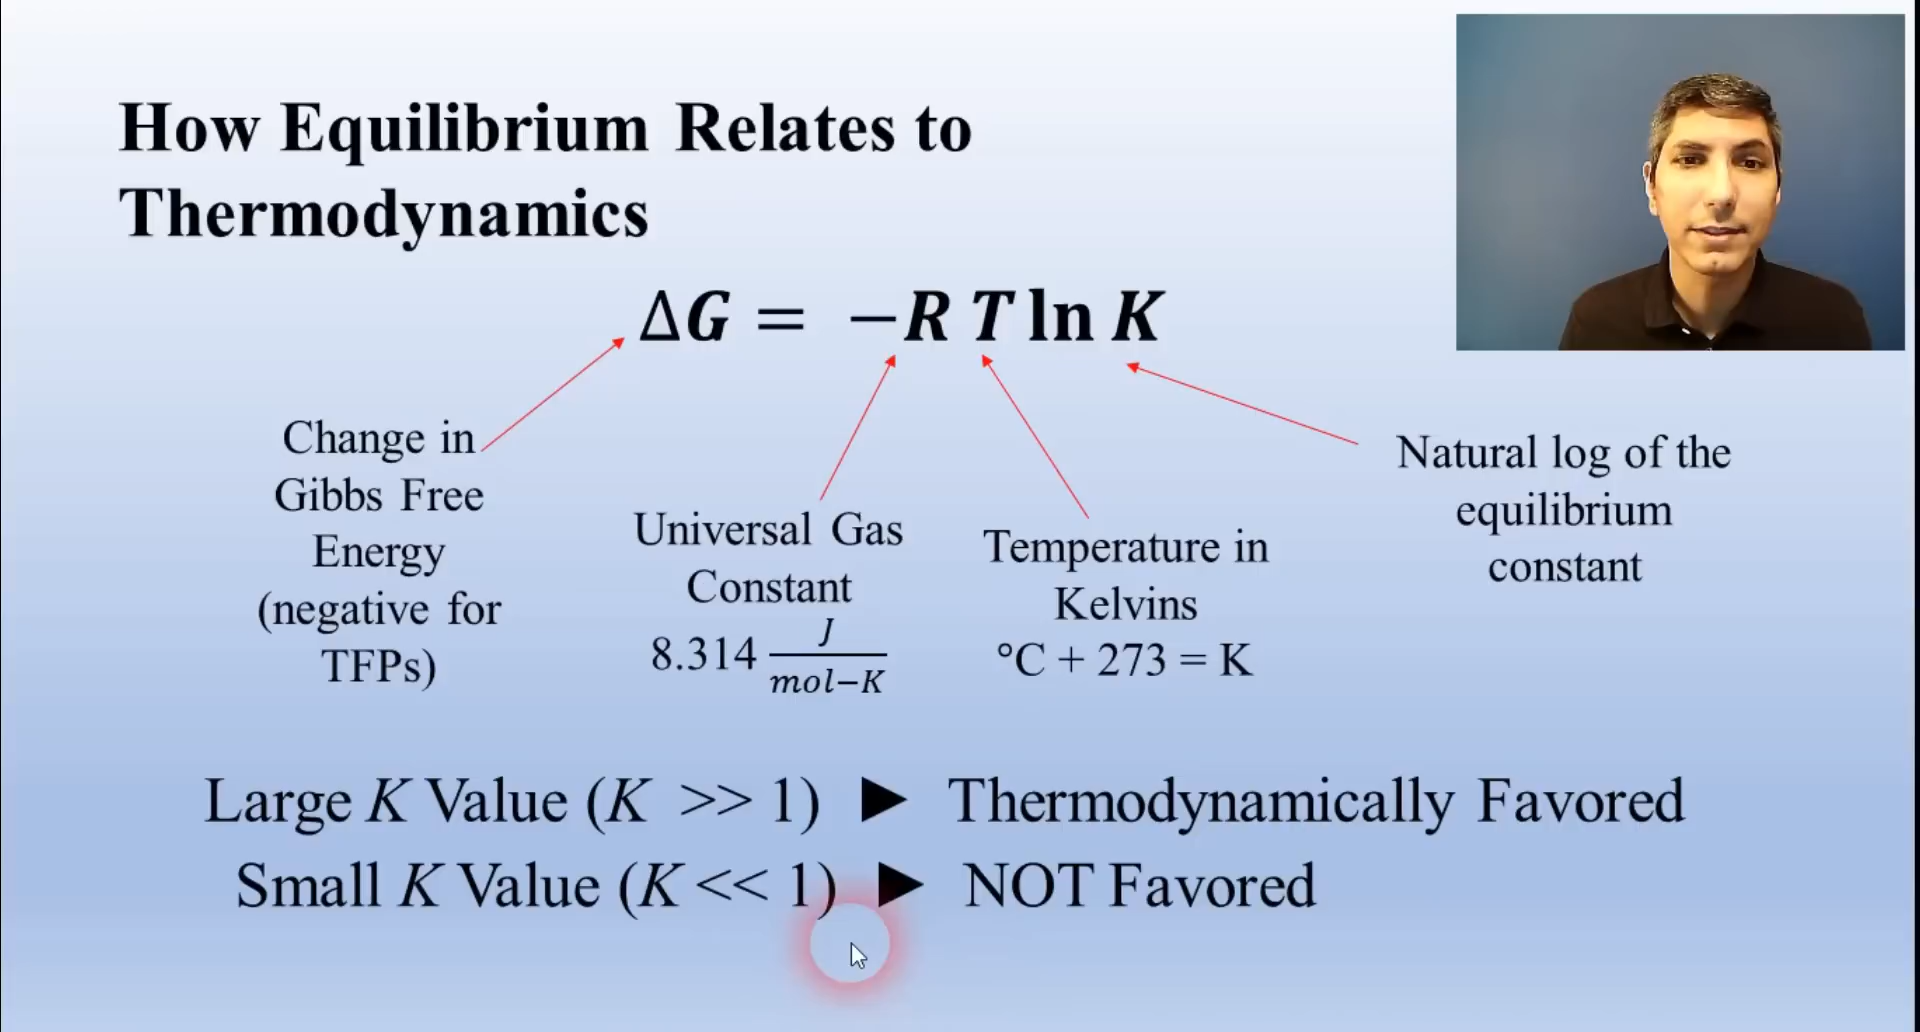 How Equilibrium Relates to
Thermodynamics
ΔG = −R T ln K
Change in
Gibbs Free
Energy
(negative for
TFPs)
Universal Gas
Constant
8.314 J/mol−K
Temperature in
Kelvins
°C + 273 = K
Natural log of the
equilibrium
constant
Large K Value (K >> 1) ► Thermodynamically Favored
Small K Value (K << 1) ► NOT Favored